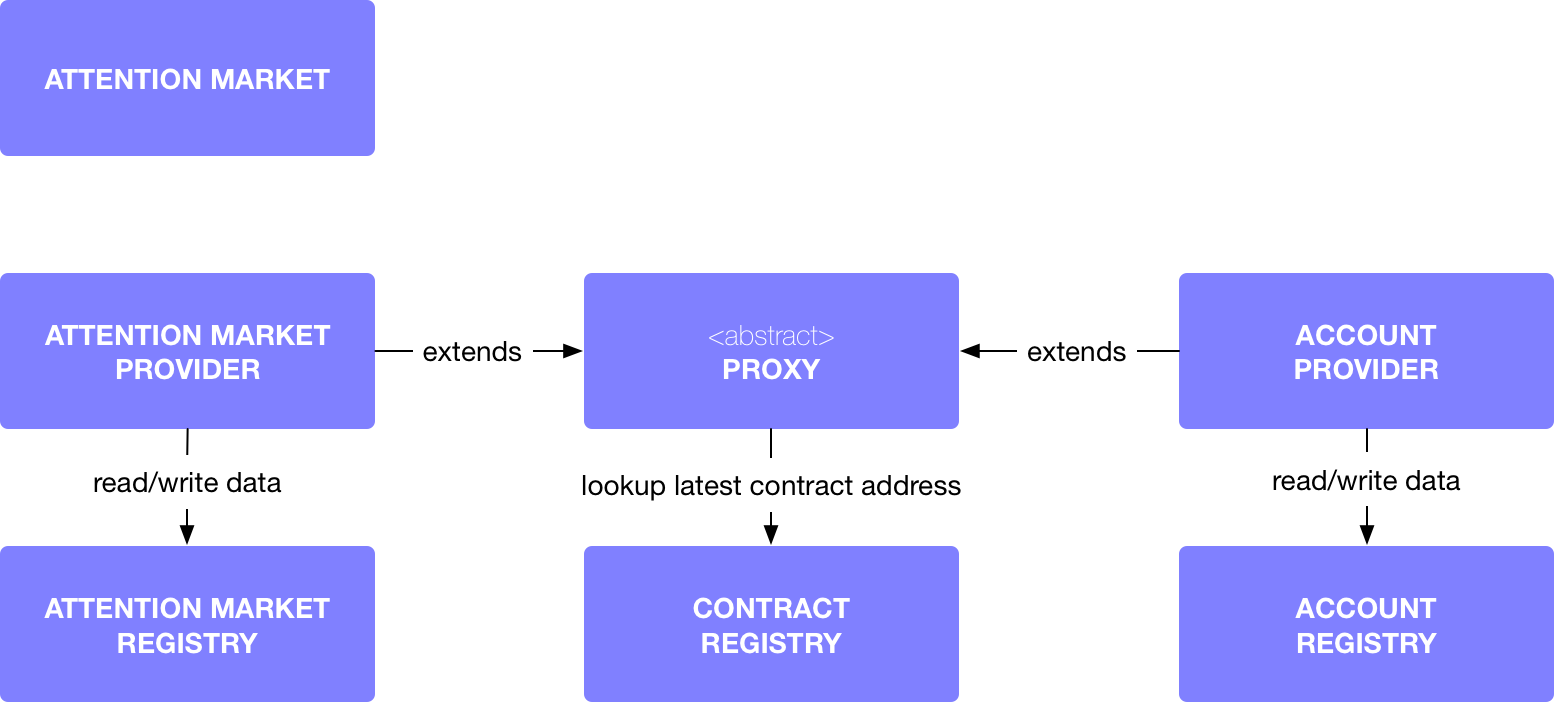 ATTENTION MARKET
ATTENTION MARKET
PROVIDER
extends
<abstract>
PROXY
extends
ACCOUNT
PROVIDER
read/write data
lookup latest contract address
read/write data
ATTENTION MARKET
REGISTRY
CONTRACT
REGISTRY
ACCOUNT
REGISTRY